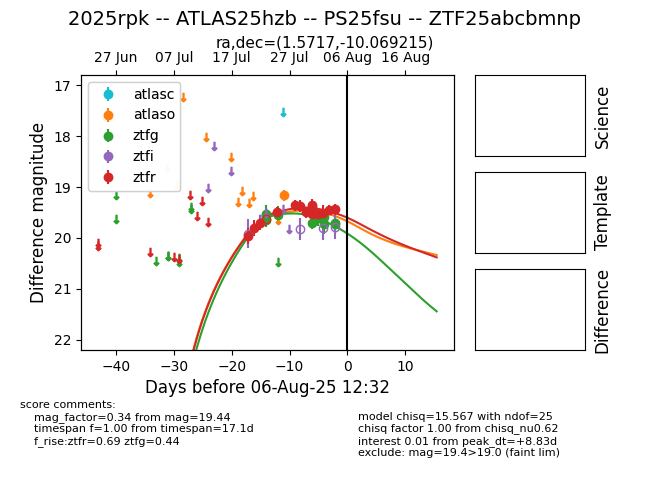 2025rpk -- ATLAS25hzb -- PS25fsu -- ZTF25abcbmnp
ra,dec=(1.5717,-10.069215)
27 Jun 07 Jul 17 Jul 27 Jul 06 Aug 16 Aug
atlasc
atlaso
ztfg
ztfi
ztfr
17
18
19
20
21
22
Difference magnitude
−40 −30 −20 −10 0 10
Days before 06-Aug-25 12:32
Science
Template
Difference
score comments:
mag_factor=0.34 from mag=19.44
timespan f=1.00 from timespan=17.1d
f_rise:ztfr=0.69 ztfg=0.44
model chisq=15.567 with ndof=25
chisq factor 1.00 from chisq_nu0.62
interest 0.01 from peak_dt=+8.83d
exclude: mag=19.4>19.0 (faint lim)